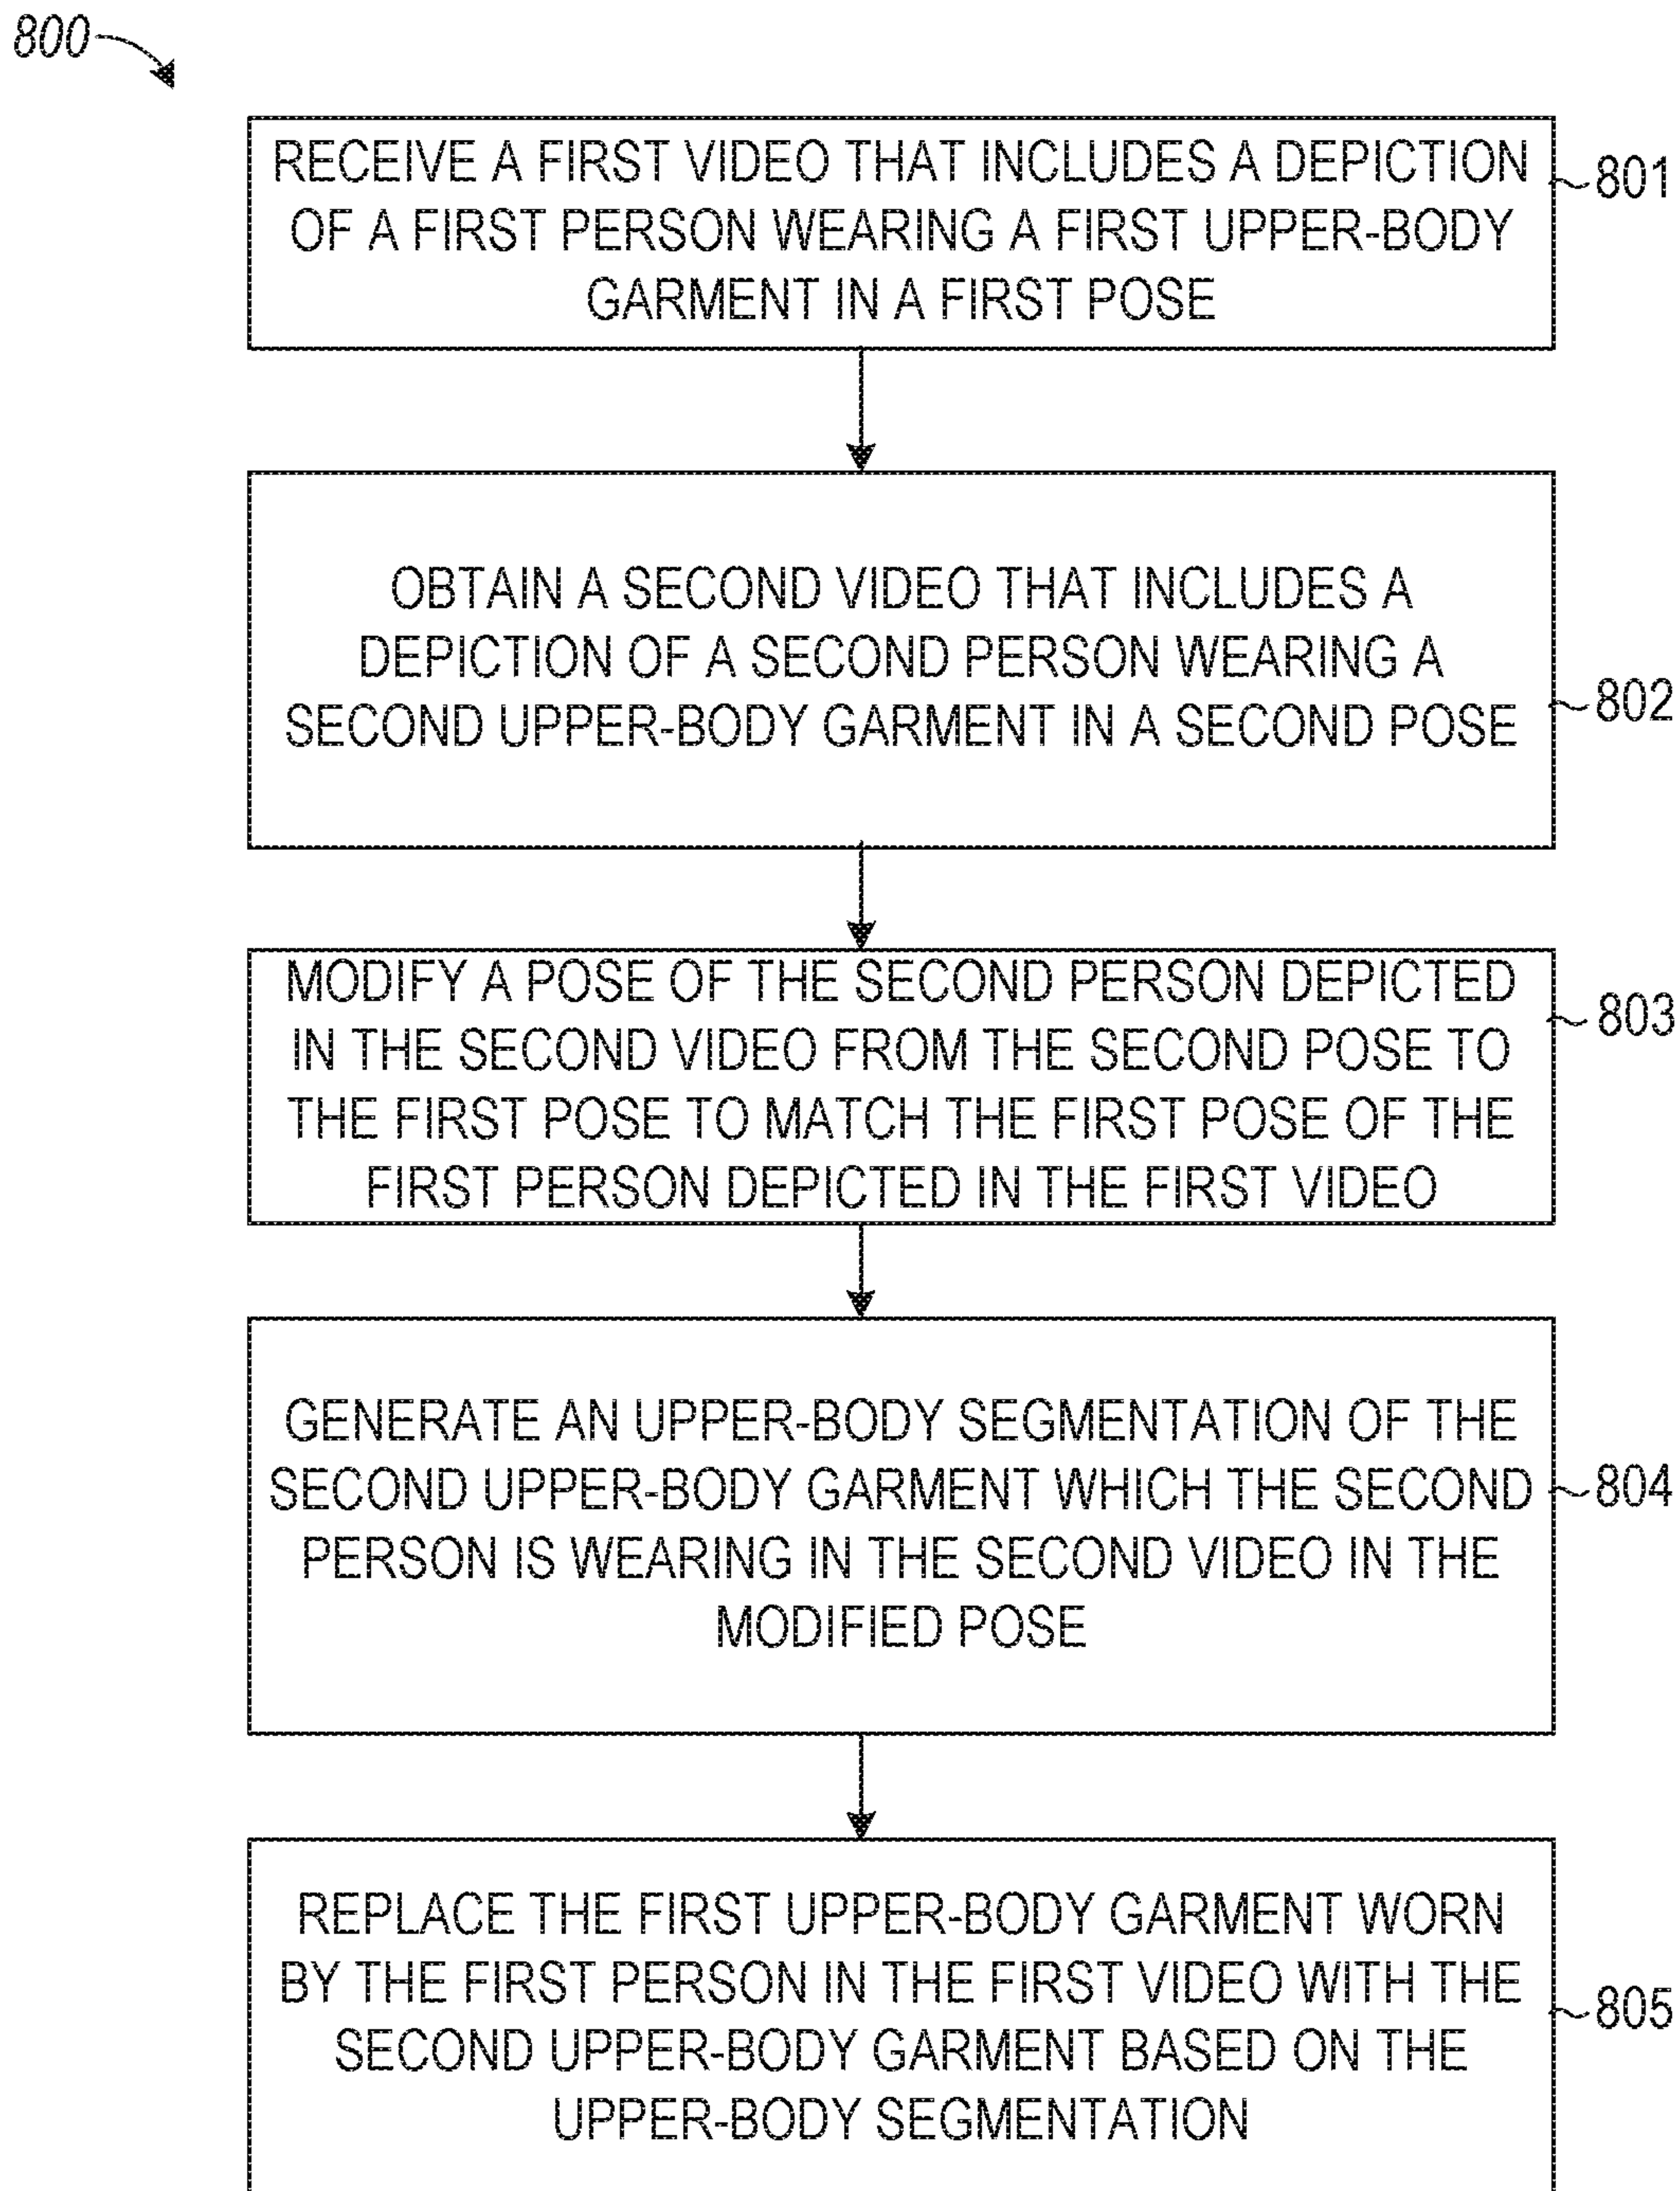 800
RECEIVE A FIRST VIDEO THAT INCLUDES A DEPICTION
OF A FIRST PERSON WEARING A FIRST UPPER-BODY
GARMENT IN A FIRST POSE
801
OBTAIN A SECOND VIDEO THAT INCLUDES A
DEPICTION OF A SECOND PERSON WEARING A
SECOND UPPER-BODY GARMENT IN A SECOND POSE
802
MODIFY A POSE OF THE SECOND PERSON DEPICTED
IN THE SECOND VIDEO FROM THE SECOND POSE TO
THE FIRST POSE TO MATCH THE FIRST POSE OF THE
FIRST PERSON DEPICTED IN THE FIRST VIDEO
803
GENERATE AN UPPER-BODY SEGMENTATION OF THE
SECOND UPPER-BODY GARMENT WHICH THE SECOND
PERSON IS WEARING IN THE SECOND VIDEO IN THE
MODIFIED POSE
804
REPLACE THE FIRST UPPER-BODY GARMENT WORN
BY THE FIRST PERSON IN THE FIRST VIDEO WITH THE
SECOND UPPER-BODY GARMENT BASED ON THE
UPPER-BODY SEGMENTATION
805